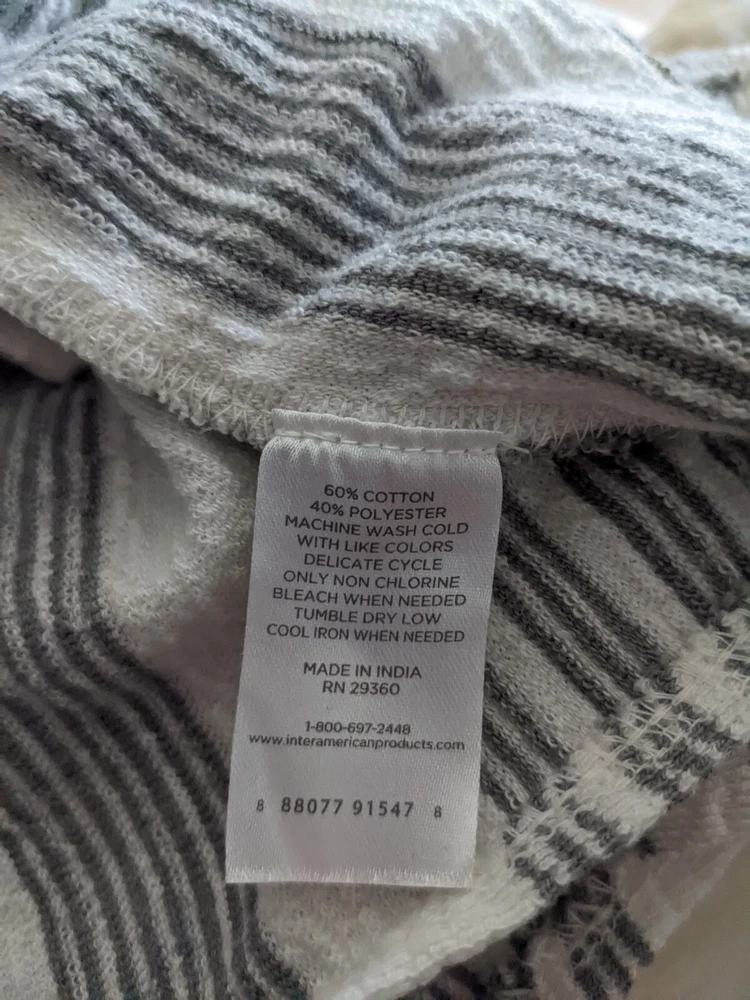 60% COTTON
40% POLYESTER
MACHINE WASH COLD
WITH LIKE COLORS
DELICATE CYCLE
ONLY NON CHLORINE
BLEACH WHEN NEEDED
TUMBLE DRY LOW
COOL IRON WHEN NEEDED
MADE IN INDIA
RN 29360
1-800-697-2448
www.interamericanproducts.com
8 88077 91547 8